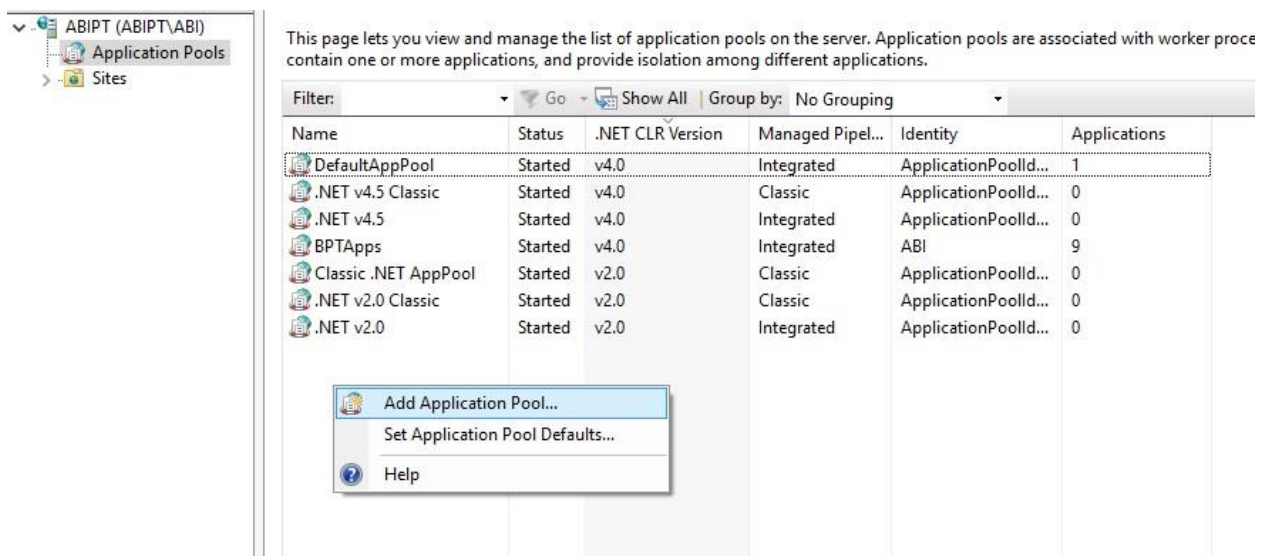 ABIPT (ABIPT\ABI)
Application Pools
Sites
This page lets you view and manage the list of application pools on the server. Application pools are associated with worker proce
contain one or more applications, and provide isolation among different applications.
Filter: Go Show All Group by: No Grouping
Name Status .NET CLR Version Managed Pipel... Identity Applications
DefaultAppPool Started v4.0 Integrated ApplicationPoolId... 1
.NET v4.5 Classic Started v4.0 Classic ApplicationPoolId... 0
.NET v4.5 Started v4.0 Integrated ApplicationPoolId... 0
BPTApps Started v4.0 Integrated ABI 9
Classic .NET AppPool Started v2.0 Classic ApplicationPoolId... 0
.NET v2.0 Classic Started v2.0 Classic ApplicationPoolId... 0
.NET v2.0 Started v2.0 Integrated ApplicationPoolId... 0
Add Application Pool...
Set Application Pool Defaults...
Help